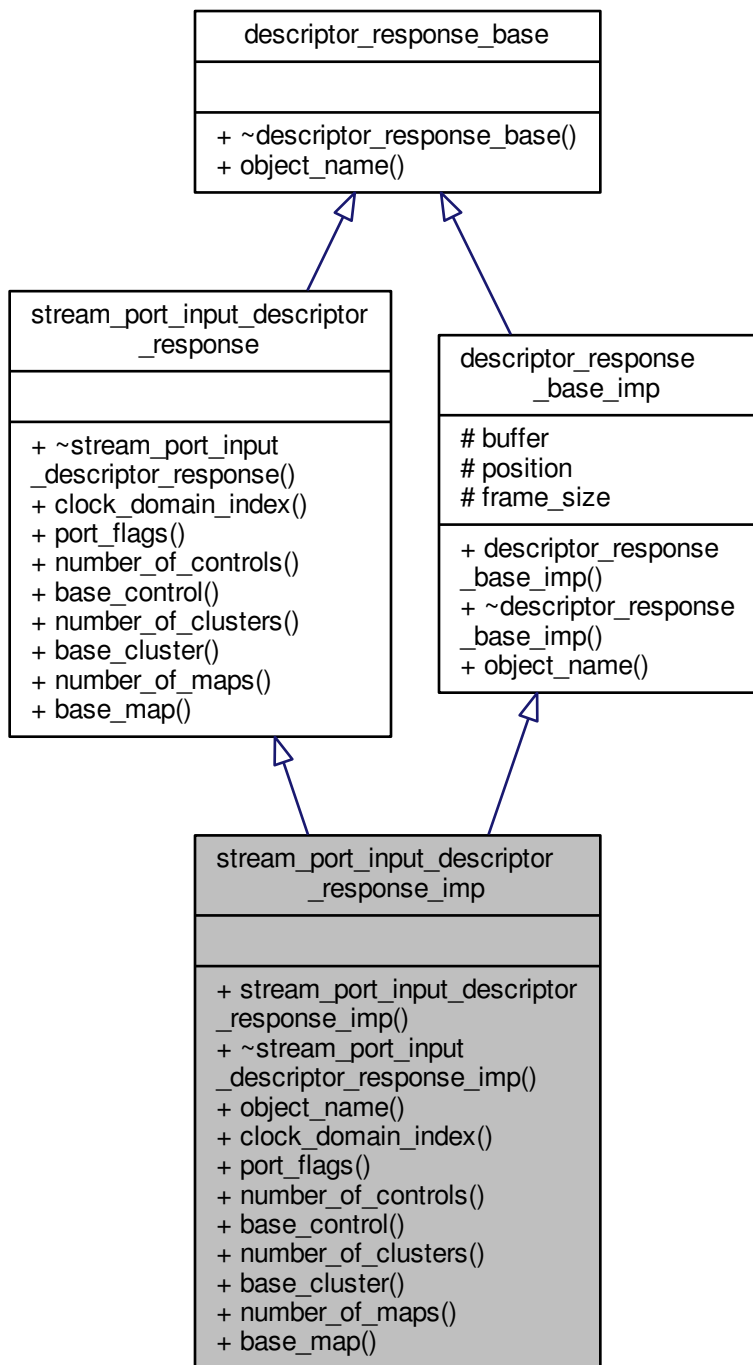 descriptor_response_base
+ ~descriptor_response_base()
+ object_name()
stream_port_input_descriptor
_response
+ ~stream_port_input
_descriptor_response()
+ clock_domain_index()
+ port_flags()
+ number_of_controls()
+ base_control()
+ number_of_clusters()
+ base_cluster()
+ number_of_maps()
+ base_map()
descriptor_response
_base_imp
# buffer
# position
# frame_size
+ descriptor_response
_base_imp()
+ ~descriptor_response
_base_imp()
+ object_name()
stream_port_input_descriptor
_response_imp
+ stream_port_input_descriptor
_response_imp()
+ ~stream_port_input
_descriptor_response_imp()
+ object_name()
+ clock_domain_index()
+ port_flags()
+ number_of_controls()
+ base_control()
+ number_of_clusters()
+ base_cluster()
+ number_of_maps()
+ base_map()